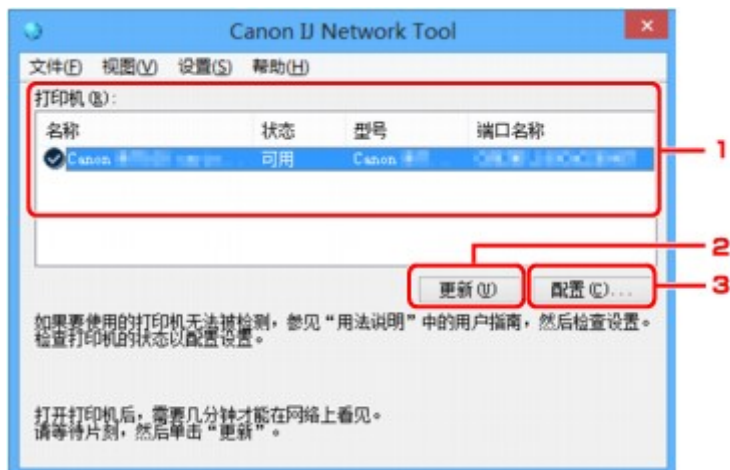 Canon IJ Network Tool
文件(F) 视图(V) 设置(S) 帮助(H)
打印机(R):
名称 状态 型号 端口名称
Canon 可用 Canon
1
2
更新(U) 配置(C)...
3
如果要使用的打印机无法被检测，参见“用法说明”中的用户指南，然后检查设置。
检查打印机的状态以配置设置。
打开打印机后，需要几分钟才能在网络上看见。
请等待片刻，然后单击“更新”。